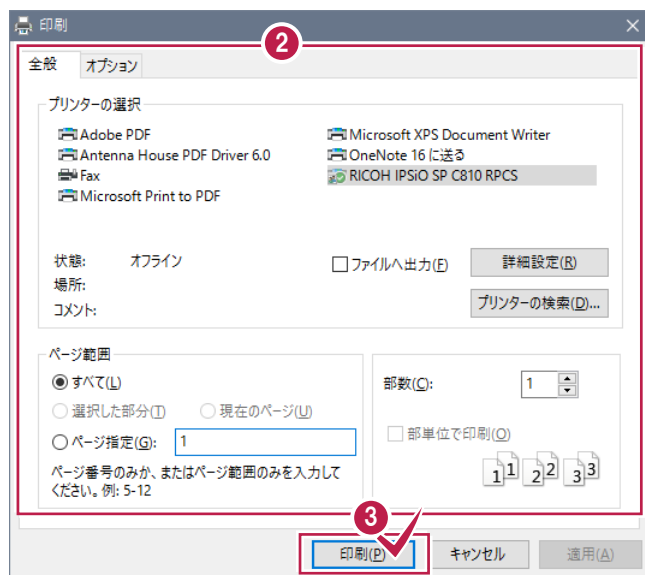 印刷
2
全般 オプション
プリンターの選択
Adobe PDF
Antenna House PDF Driver 6.0
Fax
Microsoft Print to PDF
Microsoft XPS Document Writer
OneNote 16 に送る
RICOH IPSiO SP C810 RPCS
状態: オフライン
場所:
コメント:
ファイルへ出力(F)
詳細設定(R)
プリンターの検索(D)...
ページ範囲
すべて(L)
選択した部分(T) 現在のページ(U)
ページ指定(G): 1
ページ番号のみか、またはページ範囲のみを入力して
ください。例: 5-12
部数(C): 1
部単位で印刷(O)
1 1 2 2 3 3
3
印刷(P) キャンセル 適用(A)